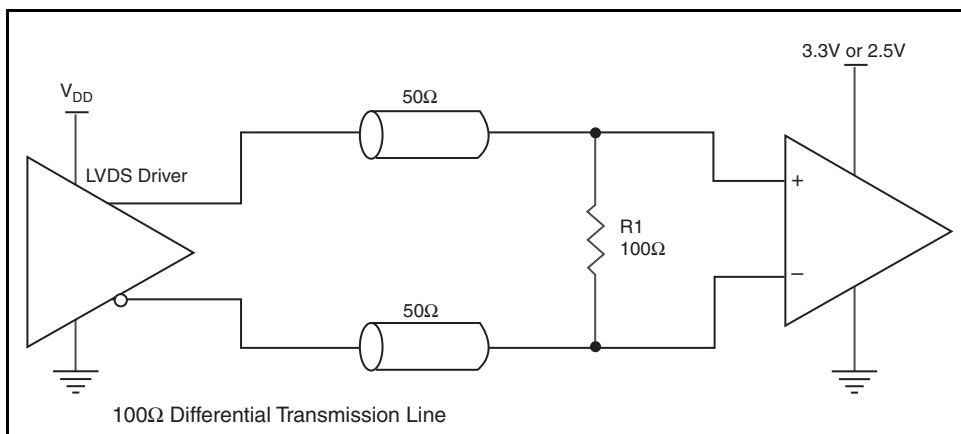 3.3V or 2.5V
V_DD
50Ω
LVDS Driver
+
R1
100Ω
−
50Ω
100Ω Differential Transmission Line